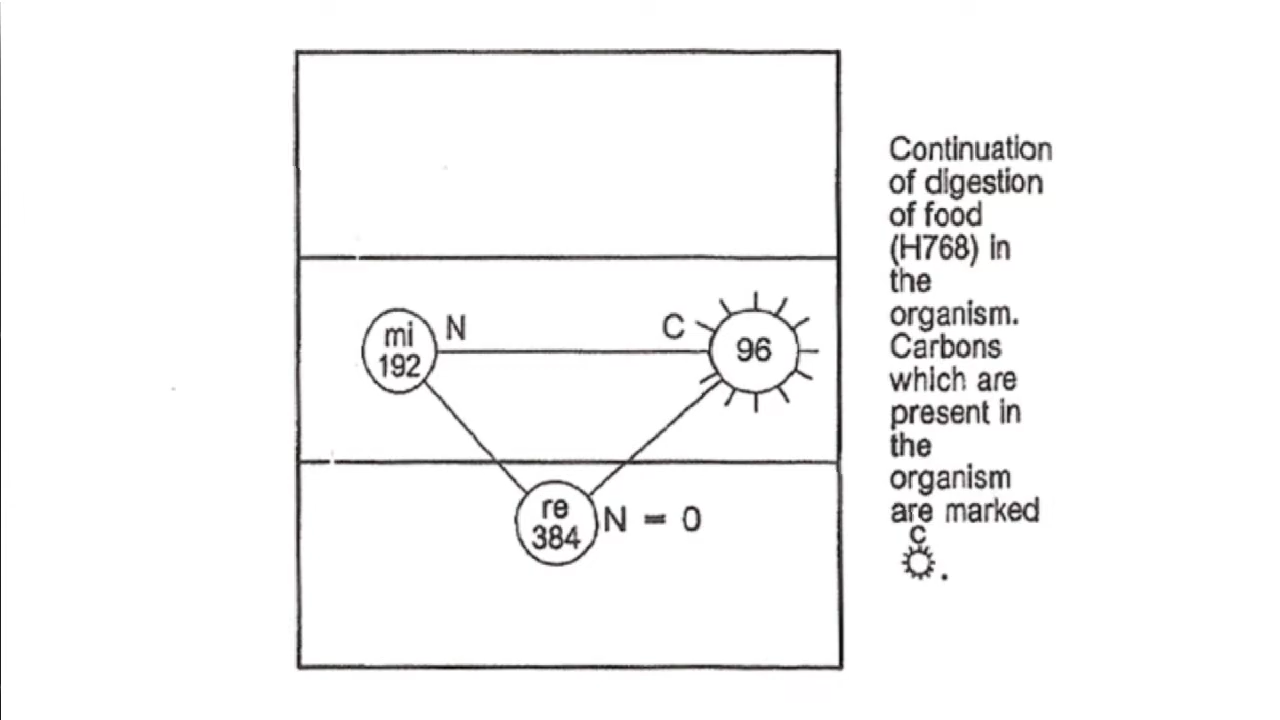 mi
192
N
C
96
re
384
N = 0
Continuation
of digestion
of food
(H768) in
the
organism.
Carbons
which are
present in
the
organism
are marked
C
.